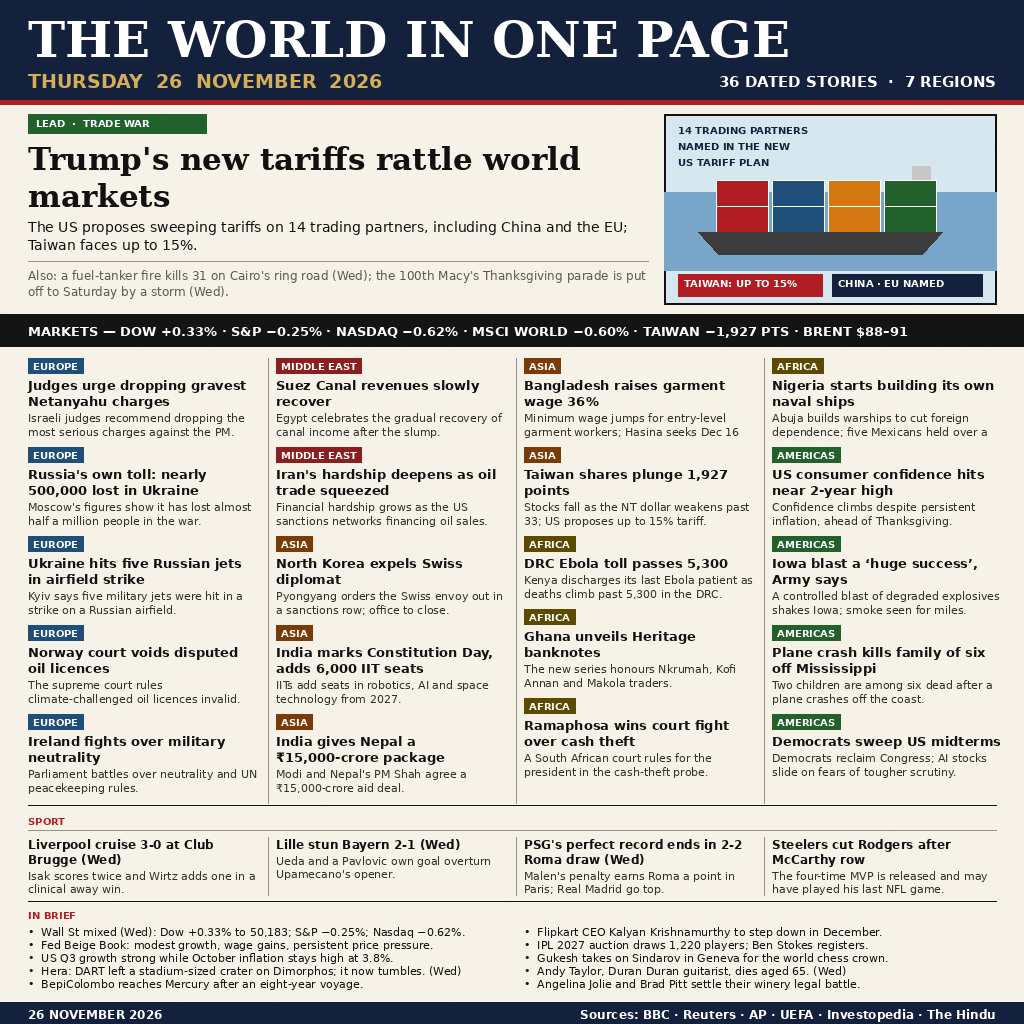 THE WORLD IN ONE PAGE
THURSDAY 26 NOVEMBER 2026
36 DATED STORIES · 7 REGIONS
LEAD · TRADE WAR
Trump's new tariffs rattle world
markets
The US proposes sweeping tariffs on 14 trading partners, including China and the EU;
Taiwan faces up to 15%.
Also: a fuel-tanker fire kills 31 on Cairo's ring road (Wed); the 100th Macy's Thanksgiving parade is put
off to Saturday by a storm (Wed).
14 TRADING PARTNERS
NAMED IN THE NEW
US TARIFF PLAN
TAIWAN: UP TO 15%
CHINA · EU NAMED
MARKETS — DOW +0.33% · S&P −0.25% · NASDAQ −0.62% · MSCI WORLD −0.60% · TAIWAN −1,927 PTS · BRENT $88–91
EUROPE
Judges urge dropping gravest
Netanyahu charges
Israeli judges recommend dropping the
most serious charges against the PM.
EUROPE
Russia's own toll: nearly
500,000 lost in Ukraine
Moscow's figures show it has lost almost
half a million people in the war.
EUROPE
Ukraine hits five Russian jets
in airfield strike
Kyiv says five military jets were hit in a
strike on a Russian airfield.
EUROPE
Norway court voids disputed
oil licences
The supreme court rules
climate-challenged oil licences invalid.
EUROPE
Ireland fights over military
neutrality
Parliament battles over neutrality and UN
peacekeeping rules.
MIDDLE EAST
Suez Canal revenues slowly
recover
Egypt celebrates the gradual recovery of
canal income after the slump.
MIDDLE EAST
Iran's hardship deepens as oil
trade squeezed
Financial hardship grows as the US
sanctions networks financing oil sales.
ASIA
North Korea expels Swiss
diplomat
Pyongyang orders the Swiss envoy out in
a sanctions row; office to close.
ASIA
India marks Constitution Day,
adds 6,000 IIT seats
IITs add seats in robotics, AI and space
technology from 2027.
ASIA
India gives Nepal a
₹15,000-crore package
Modi and Nepal's PM Shah agree a
₹15,000-crore aid deal.
ASIA
Bangladesh raises garment
wage 36%
Minimum wage jumps for entry-level
garment workers; Hasina seeks Dec 16
ASIA
Taiwan shares plunge 1,927
points
Stocks fall as the NT dollar weakens past
33; US proposes up to 15% tariff.
AFRICA
DRC Ebola toll passes 5,300
Kenya discharges its last Ebola patient as
deaths climb past 5,300 in the DRC.
AFRICA
Ghana unveils Heritage
banknotes
The new series honours Nkrumah, Kofi
Annan and Makola traders.
AFRICA
Ramaphosa wins court fight
over cash theft
A South African court rules for the
president in the cash-theft probe.
AFRICA
Nigeria starts building its own
naval ships
Abuja builds warships to cut foreign
dependence; five Mexicans held over a
AMERICAS
US consumer confidence hits
near 2-year high
Confidence climbs despite persistent
inflation, ahead of Thanksgiving.
AMERICAS
Iowa blast a ‘huge success’,
Army says
A controlled blast of degraded explosives
shakes Iowa; smoke seen for miles.
AMERICAS
Plane crash kills family of six
off Mississippi
Two children are among six dead after a
plane crashes off the coast.
AMERICAS
Democrats sweep US midterms
Democrats reclaim Congress; AI stocks
slide on fears of tougher scrutiny.
SPORT
Liverpool cruise 3-0 at Club
Brugge (Wed)
Isak scores twice and Wirtz adds one in a
clinical away win.
Lille stun Bayern 2-1 (Wed)
Ueda and a Pavlovic own goal overturn
Upamecano's opener.
PSG's perfect record ends in 2-2
Roma draw (Wed)
Malen's penalty earns Roma a point in
Paris; Real Madrid go top.
Steelers cut Rodgers after
McCarthy row
The four-time MVP is released and may
have played his last NFL game.
IN BRIEF
• Wall St mixed (Wed): Dow +0.33% to 50,183; S&P −0.25%; Nasdaq −0.62%.
• Fed Beige Book: modest growth, wage gains, persistent price pressure.
• US Q3 growth strong while October inflation stays high at 3.8%.
• Hera: DART left a stadium-sized crater on Dimorphos; it now tumbles. (Wed)
• BepiColombo reaches Mercury after an eight-year voyage.
• Flipkart CEO Kalyan Krishnamurthy to step down in December.
• IPL 2027 auction draws 1,220 players; Ben Stokes registers.
• Gukesh takes on Sindarov in Geneva for the world chess crown.
• Andy Taylor, Duran Duran guitarist, dies aged 65. (Wed)
• Angelina Jolie and Brad Pitt settle their winery legal battle.
26 NOVEMBER 2026
Sources: BBC · Reuters · AP · UEFA · Investopedia · The Hindu